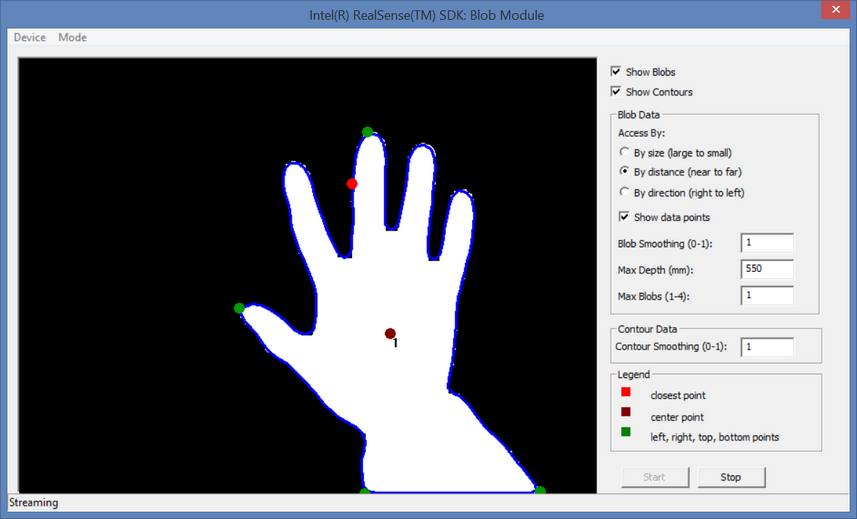 Intel(R) RealSense(TM) SDK: Blob Module
Device Mode
Show Blobs
Show Contours
Blob Data
Access By:
By size (large to small)
By distance (near to far)
By direction (right to left)
Show data points
Blob Smoothing (0-1): 1
Max Depth (mm): 550
Max Blobs (1-4): 1
Contour Data
Contour Smoothing (0-1): 1
1
Legend
closest point
center point
left, right, top, bottom points
Start Stop
Streaming